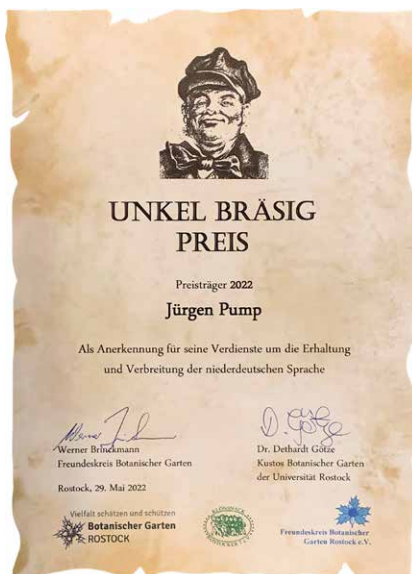 UNKEL BRÄSIG
PREIS
Preisträger 2022
Jürgen Pump
Als Anerkennung für seine Verdienste um die Erhaltung
und Verbreitung der niederdeutschen Sprache
Werner Brinckmann
Freundeskreis Botanischer Garten
Rostock, 29. Mai 2022
Dr. Dethardt Götze
Kustos Botanischer Garten
der Universität Rostock
Vielfalt schätzen und schützen
Botanischer Garten
ROSTOCK
Freundeskreis Botanischer
Garten Rostock e.V.